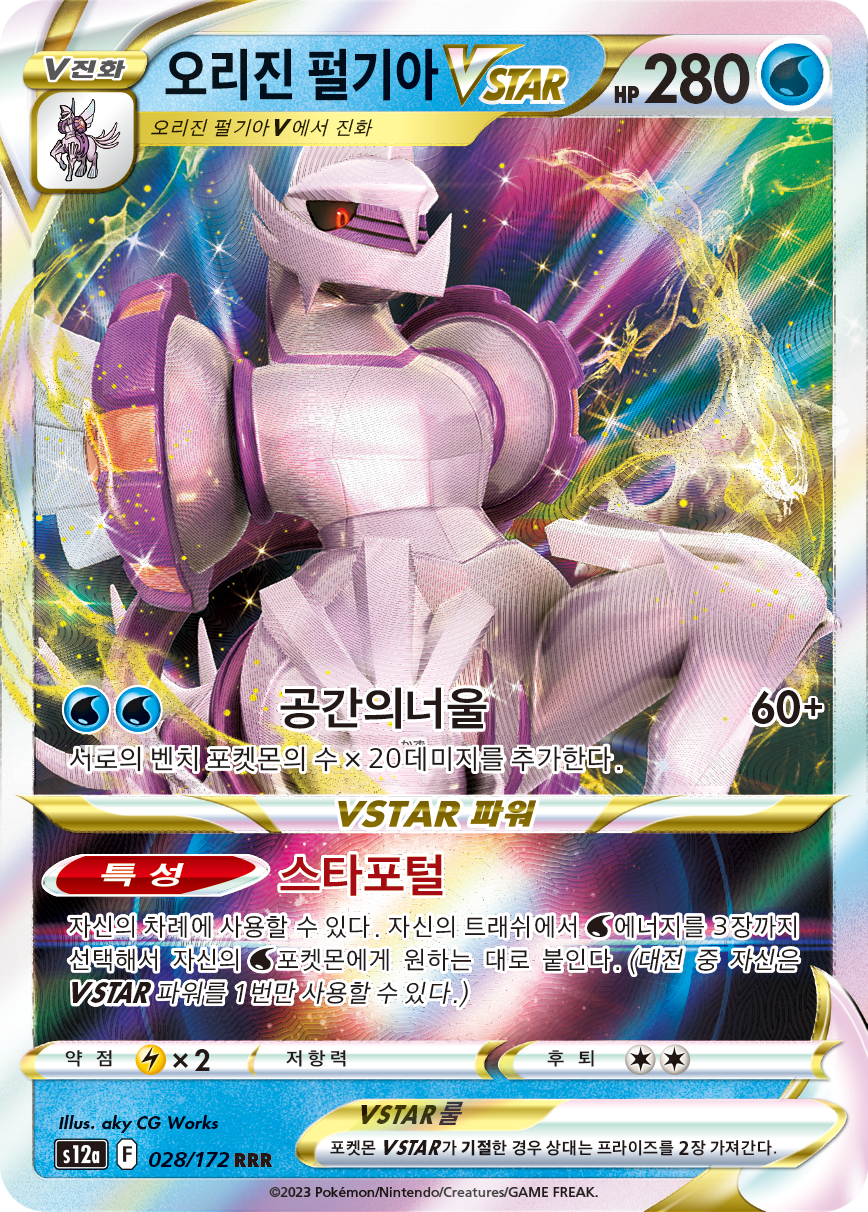 V진화
오리진 펄기아 VSTAR HP 280
오리진 펄기아V에서 진화
공간의너울 60+
かず
서로의 벤치 포켓몬의 수 × 20데미지를 추가한다.
VSTAR 파워
특성 스타포털
자신의 차례에 사용할 수 있다. 자신의 트래쉬에서 에너지를 3장까지
선택해서 자신의 포켓몬에게 원하는 대로 붙인다. (대전 중 자신은
VSTAR 파워를 1번만 사용할 수 있다.)
약점 ×2 저항력 후퇴
Illus. aky CG Works
VSTAR룰
포켓몬 VSTAR가 기절한 경우 상대는 프라이즈를 2장 가져간다.
s12a F 028/172 RRR
©2023 Pokémon/Nintendo/Creatures/GAME FREAK.